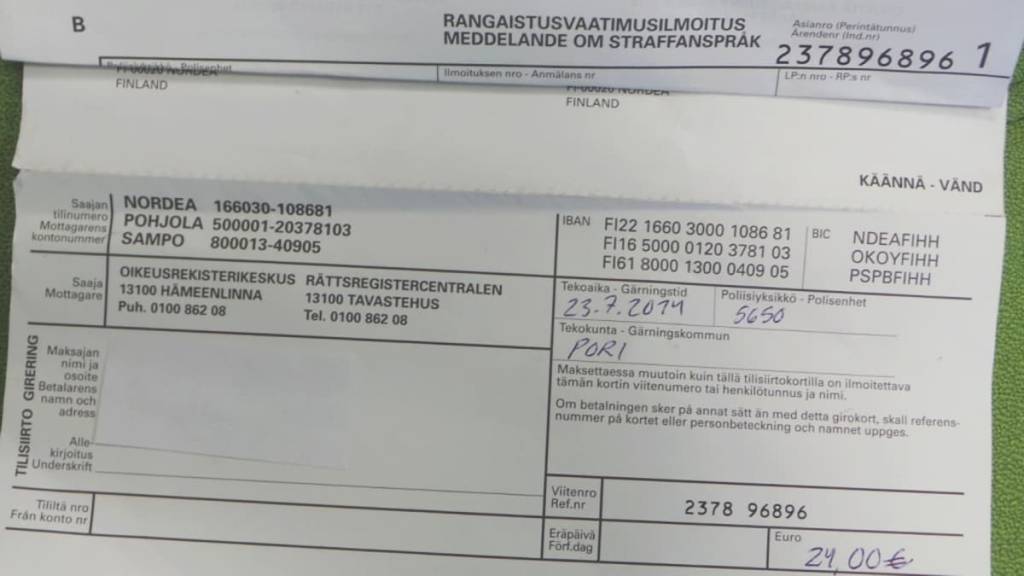 B
RANGAISTUSVAATIMUSILMOITUS
MEDDELANDE OM STRAFFANSPRÅK
Asianro (Perintätunnus)
Ärendenr (Ind.nr)
237896896 1
Ilmoituksen nro - Anmälans nr
LP:n nro - RP:s nr
FINLAND
FINLAND
KÄÄNNÄ - VÄND
Saajan
tilinumero
Mottagarens
kontonummer
NORDEA 166030-108681
POHJOLA 500001-20378103
SAMPO 800013-40905
IBAN
FI22 1660 3000 1086 81
FI16 5000 0120 3781 03
FI61 8000 1300 0409 05
BIC
NDEAFIHH
OKOYFIHH
PSPBFIHH
Saaja
Mottagare
OIKEUSREKISTERIKESKUS
13100 HÄMEENLINNA
Puh. 0100 862 08
RÄTTSREGISTERCENTRALEN
13100 TAVASTEHUS
Tel. 0100 862 08
Tekoaika - Gärningstid
23.7.2014
Poliisiyksikkö - Polisenhet
5650
Tekokunta - Gärningskommun
PORI
Maksettaessa muutoin kuin tällä tilisiirtokortilla on ilmoitettava
tämän kortin viitenumero tai henkilötunnus ja nimi.
Om betalningen sker på annat sätt än med detta girokort, skall referens-
nummer på kortet eller personbeteckning och namnet uppges.
TILISIIRTO GIRERING
Maksajan
nimi ja
osoite
Betalarens
namn och
adress
Alle-
kirjoitus
Underskrift
Tililtä nro
Från konto nr
Viitenro
Ref.nr
2378 96896
Eräpäivä
Förf.dag
Euro
24,00€